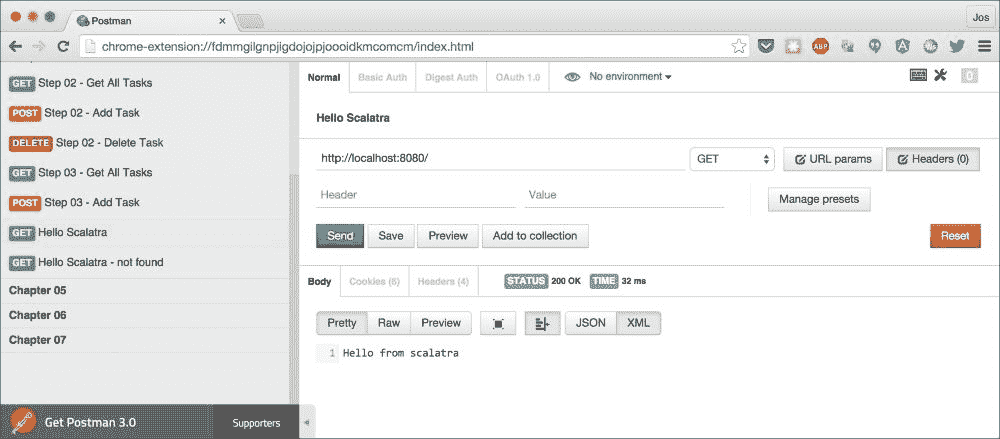 Postman
Jos
chrome-extension://fdmmgilgnpjigdojojpjoooidkmcomcm/index.html
ABP
GET Step 02 - Get All Tasks
POST Step 02 - Add Task
DELETE Step 02 - Delete Task
GET Step 03 - Get All Tasks
POST Step 03 - Add Task
GET Hello Scalatra
GET Hello Scalatra - not found
Chapter 05
Chapter 06
Chapter 07
Get Postman 3.0
Supporters
Normal Basic Auth Digest Auth OAuth 1.0 No environment
0
Hello Scalatra
http://localhost:8080/ GET URL params Headers (0)
Header Value Manage presets
Send Save Preview Add to collection Reset
Body Cookies (6) Headers (4) STATUS 200 OK TIME 32 ms
Pretty Raw Preview JSON XML
1 Hello from scalatra